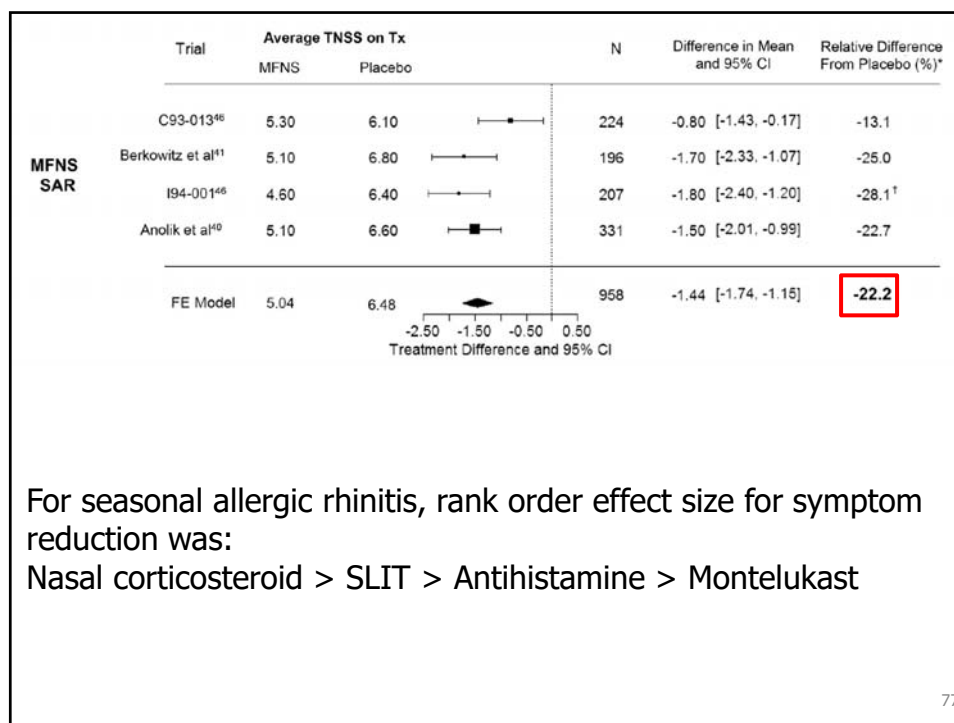 Trial Average TNSS on Tx N Difference in Mean Relative Difference
MFNS Placebo and 95% CI From Placebo (%)*
C93-013⁴⁶ 5.30 6.10 224 -0.80 [-1.43, -0.17] -13.1
Berkowitz et al⁴¹ 5.10 6.80 196 -1.70 [-2.33, -1.07] -25.0
MFNS
SAR
I94-001⁴⁶ 4.60 6.40 207 -1.80 [-2.40, -1.20] -28.1†
Anolik et al⁴⁰ 5.10 6.60 331 -1.50 [-2.01, -0.99] -22.7
FE Model 5.04 6.48 958 -1.44 [-1.74, -1.15] -22.2
-2.50 -1.50 -0.50 0.50
Treatment Difference and 95% CI
For seasonal allergic rhinitis, rank order effect size for symptom
reduction was:
Nasal corticosteroid > SLIT > Antihistamine > Montelukast
77